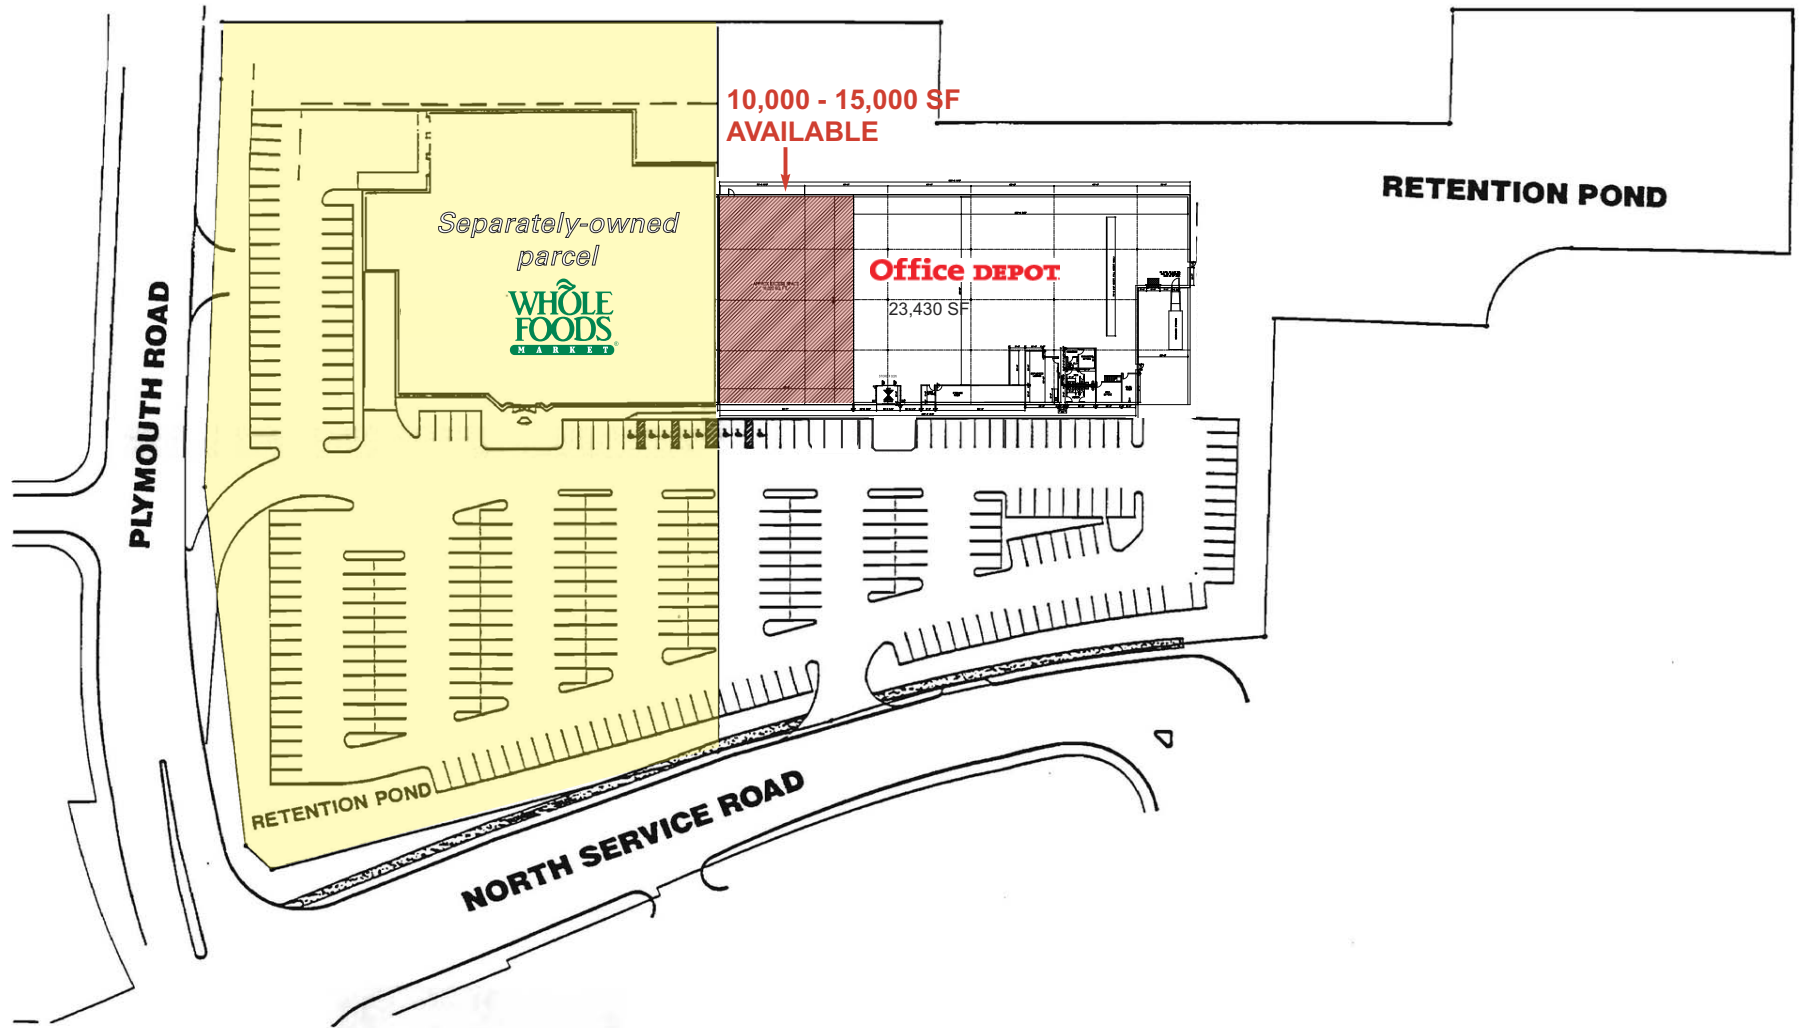 10,000 - 15,000 SF
AVAILABLE
RETENTION POND
Separately-owned
parcel
WHOLE
FOODS
MARKET
Office DEPOT
23,430 SF
PLYMOUTH ROAD
RETENTION POND
NORTH SERVICE ROAD